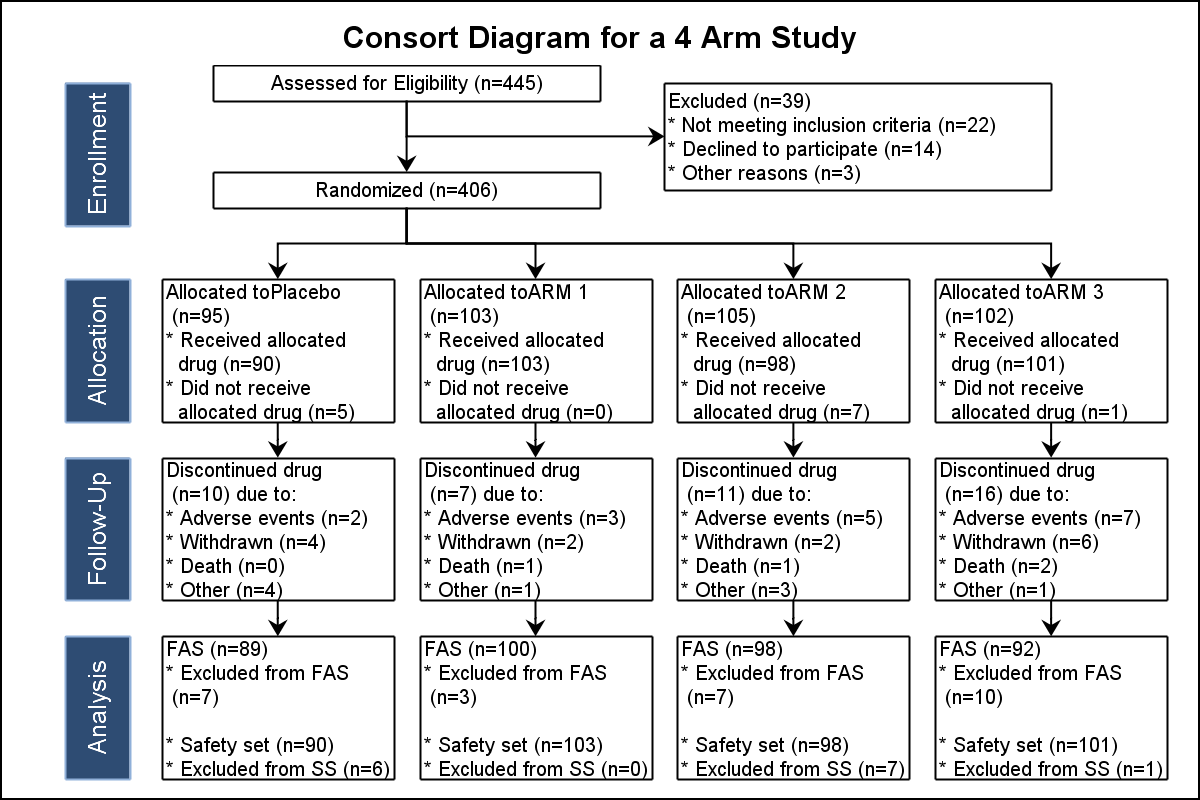 Consort Diagram for a 4 Arm Study
Enrollment
Assessed for Eligibility (n=445)
Excluded (n=39)
* Not meeting inclusion criteria (n=22)
* Declined to participate (n=14)
* Other reasons (n=3)
Randomized (n=406)
Allocation
Allocated toPlacebo
(n=95)
* Received allocated
drug (n=90)
* Did not receive
allocated drug (n=5)
Allocated toARM 1
(n=103)
* Received allocated
drug (n=103)
* Did not receive
allocated drug (n=0)
Allocated toARM 2
(n=105)
* Received allocated
drug (n=98)
* Did not receive
allocated drug (n=7)
Allocated toARM 3
(n=102)
* Received allocated
drug (n=101)
* Did not receive
allocated drug (n=1)
Follow-Up
Discontinued drug
(n=10) due to:
* Adverse events (n=2)
* Withdrawn (n=4)
* Death (n=0)
* Other (n=4)
Discontinued drug
(n=7) due to:
* Adverse events (n=3)
* Withdrawn (n=2)
* Death (n=1)
* Other (n=1)
Discontinued drug
(n=11) due to:
* Adverse events (n=5)
* Withdrawn (n=2)
* Death (n=1)
* Other (n=3)
Discontinued drug
(n=16) due to:
* Adverse events (n=7)
* Withdrawn (n=6)
* Death (n=2)
* Other (n=1)
Analysis
FAS (n=89)
* Excluded from FAS
(n=7)
* Safety set (n=90)
* Excluded from SS (n=6)
FAS (n=100)
* Excluded from FAS
(n=3)
* Safety set (n=103)
* Excluded from SS (n=0)
FAS (n=98)
* Excluded from FAS
(n=7)
* Safety set (n=98)
* Excluded from SS (n=7)
FAS (n=92)
* Excluded from FAS
(n=10)
* Safety set (n=101)
* Excluded from SS (n=1)